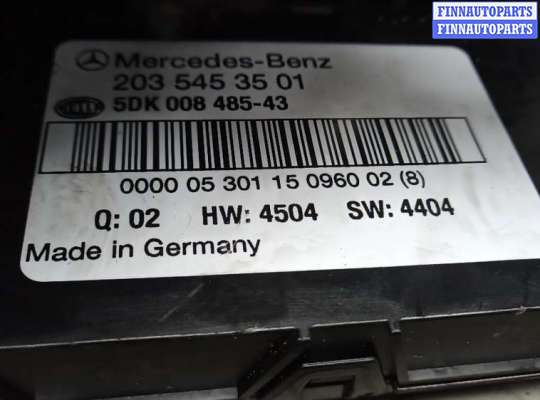 FINNAUTOPARTS
FINNAUTOPARTS
Mercedes-Benz
203 545 35 01
HELLA 5DK 008 485-43
0000 05 301 15 0960 02 (8)
Q: 02 HW: 4504 SW: 4404
Made in Germany